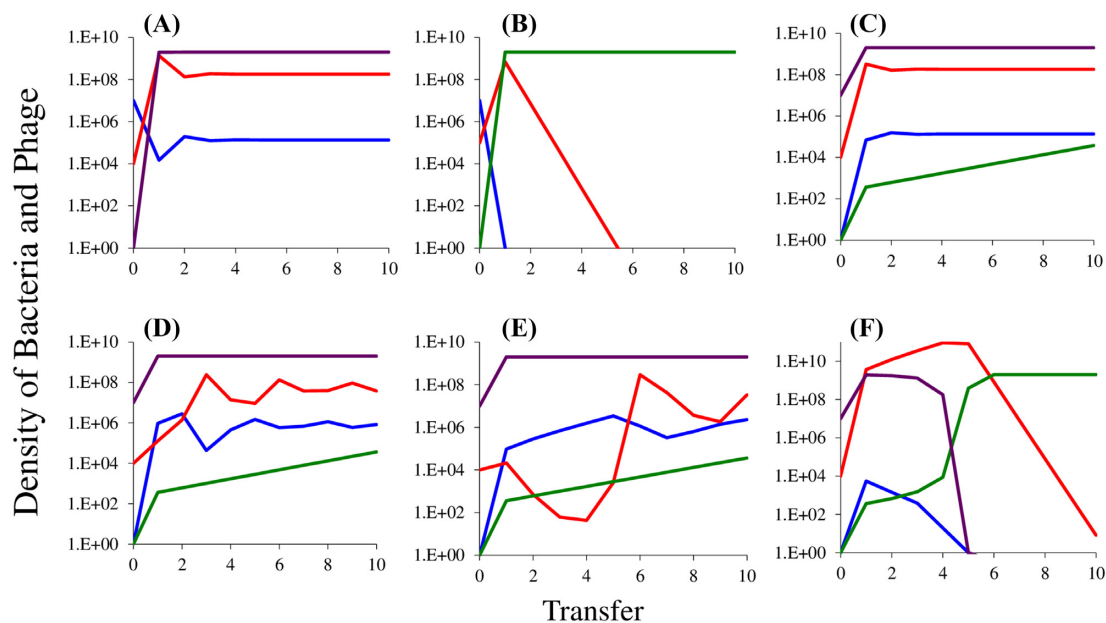 (A) (B) (C)
1.E+10 1.E+10 1.E+10
1.E+08 1.E+08 1.E+08
1.E+06 1.E+06 1.E+06
1.E+04 1.E+04 1.E+04
1.E+02 1.E+02 1.E+02
1.E+00 1.E+00 1.E+00
0 2 4 6 8 10 0 2 4 6 8 10 0 2 4 6 8 10
Density of Bacteria and Phage
(D) (E) (F)
1.E+10 1.E+10 1.E+10
1.E+08 1.E+08 1.E+08
1.E+06 1.E+06 1.E+06
1.E+04 1.E+04 1.E+04
1.E+02 1.E+02 1.E+02
1.E+00 1.E+00 1.E+00
0 2 4 6 8 10 0 2 4 6 8 10 0 2 4 6 8 10
Transfer